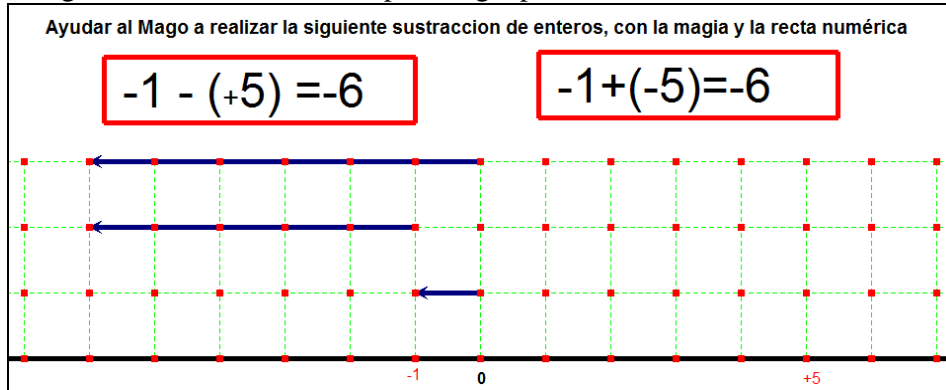 Ayudar al Mago a realizar la siguiente sustraccion de enteros, con la magia y la recta numérica
-1 - (+5) =-6
-1+(-5)=-6
-1
0
+5